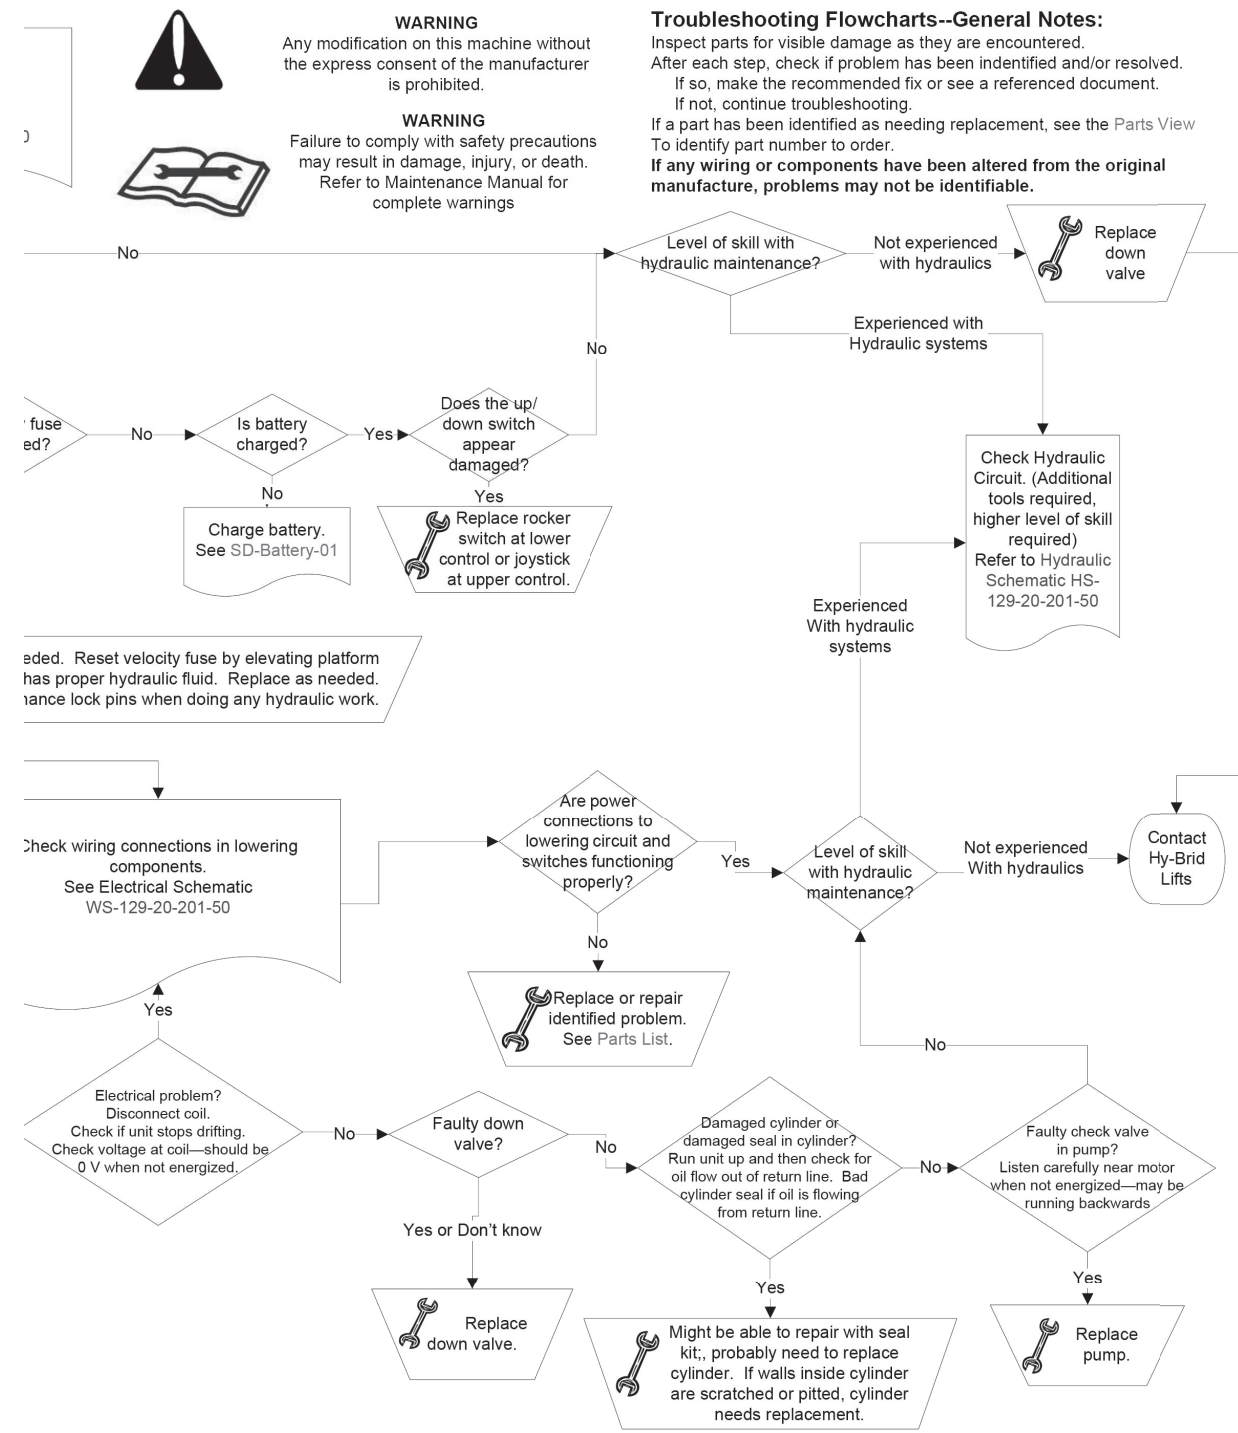 WARNING
Any modification on this machine without
the express consent of the manufacturer
is prohibited.
WARNING
Failure to comply with safety precautions
may result in damage, injury, or death.
Refer to Maintenance Manual for
complete warnings
Troubleshooting Flowcharts--General Notes:
Inspect parts for visible damage as they are encountered.
After each step, check if problem has been indentified and/or resolved.
If so, make the recommended fix or see a referenced document.
If not, continue troubleshooting.
If a part has been identified as needing replacement, see the Parts View
To identify part number to order.
If any wiring or components have been altered from the original
manufacture, problems may not be identifiable.
No
Level of skill with
hydraulic maintenance?
Not experienced
with hydraulics
Replace
down
valve
Experienced with
Hydraulic systems
No
fuse
ed?
No
Is battery
charged?
Yes
Does the up/
down switch
appear
damaged?
No
Yes
Charge battery.
See SD-Battery-01
Replace rocker
switch at lower
control or joystick
at upper control.
Check Hydraulic
Circuit. (Additional
tools required,
higher level of skill
required)
Refer to Hydraulic
Schematic HS-
129-20-201-50
Experienced
With hydraulic
systems
eded. Reset velocity fuse by elevating platform
has proper hydraulic fluid. Replace as needed.
nance lock pins when doing any hydraulic work.
Check wiring connections in lowering
components.
See Electrical Schematic
WS-129-20-201-50
Are power
connections to
lowering circuit and
switches functioning
properly?
Yes
Level of skill
with hydraulic
maintenance?
Not experienced
With hydraulics
Contact
Hy-Brid
Lifts
No
Replace or repair
identified problem.
See Parts List.
Yes
No
Electrical problem?
Disconnect coil.
Check if unit stops drifting.
Check voltage at coil—should be
0 V when not energized.
No
Faulty down
valve?
No
Damaged cylinder or
damaged seal in cylinder?
Run unit up and then check for
oil flow out of return line. Bad
cylinder seal if oil is flowing
from return line.
No
Faulty check valve
in pump?
Listen carefully near motor
when not energized—may be
running backwards
Yes or Don't know
Yes
Yes
Replace
down valve.
Might be able to repair with seal
kit;, probably need to replace
cylinder. If walls inside cylinder
are scratched or pitted, cylinder
needs replacement.
Replace
pump.